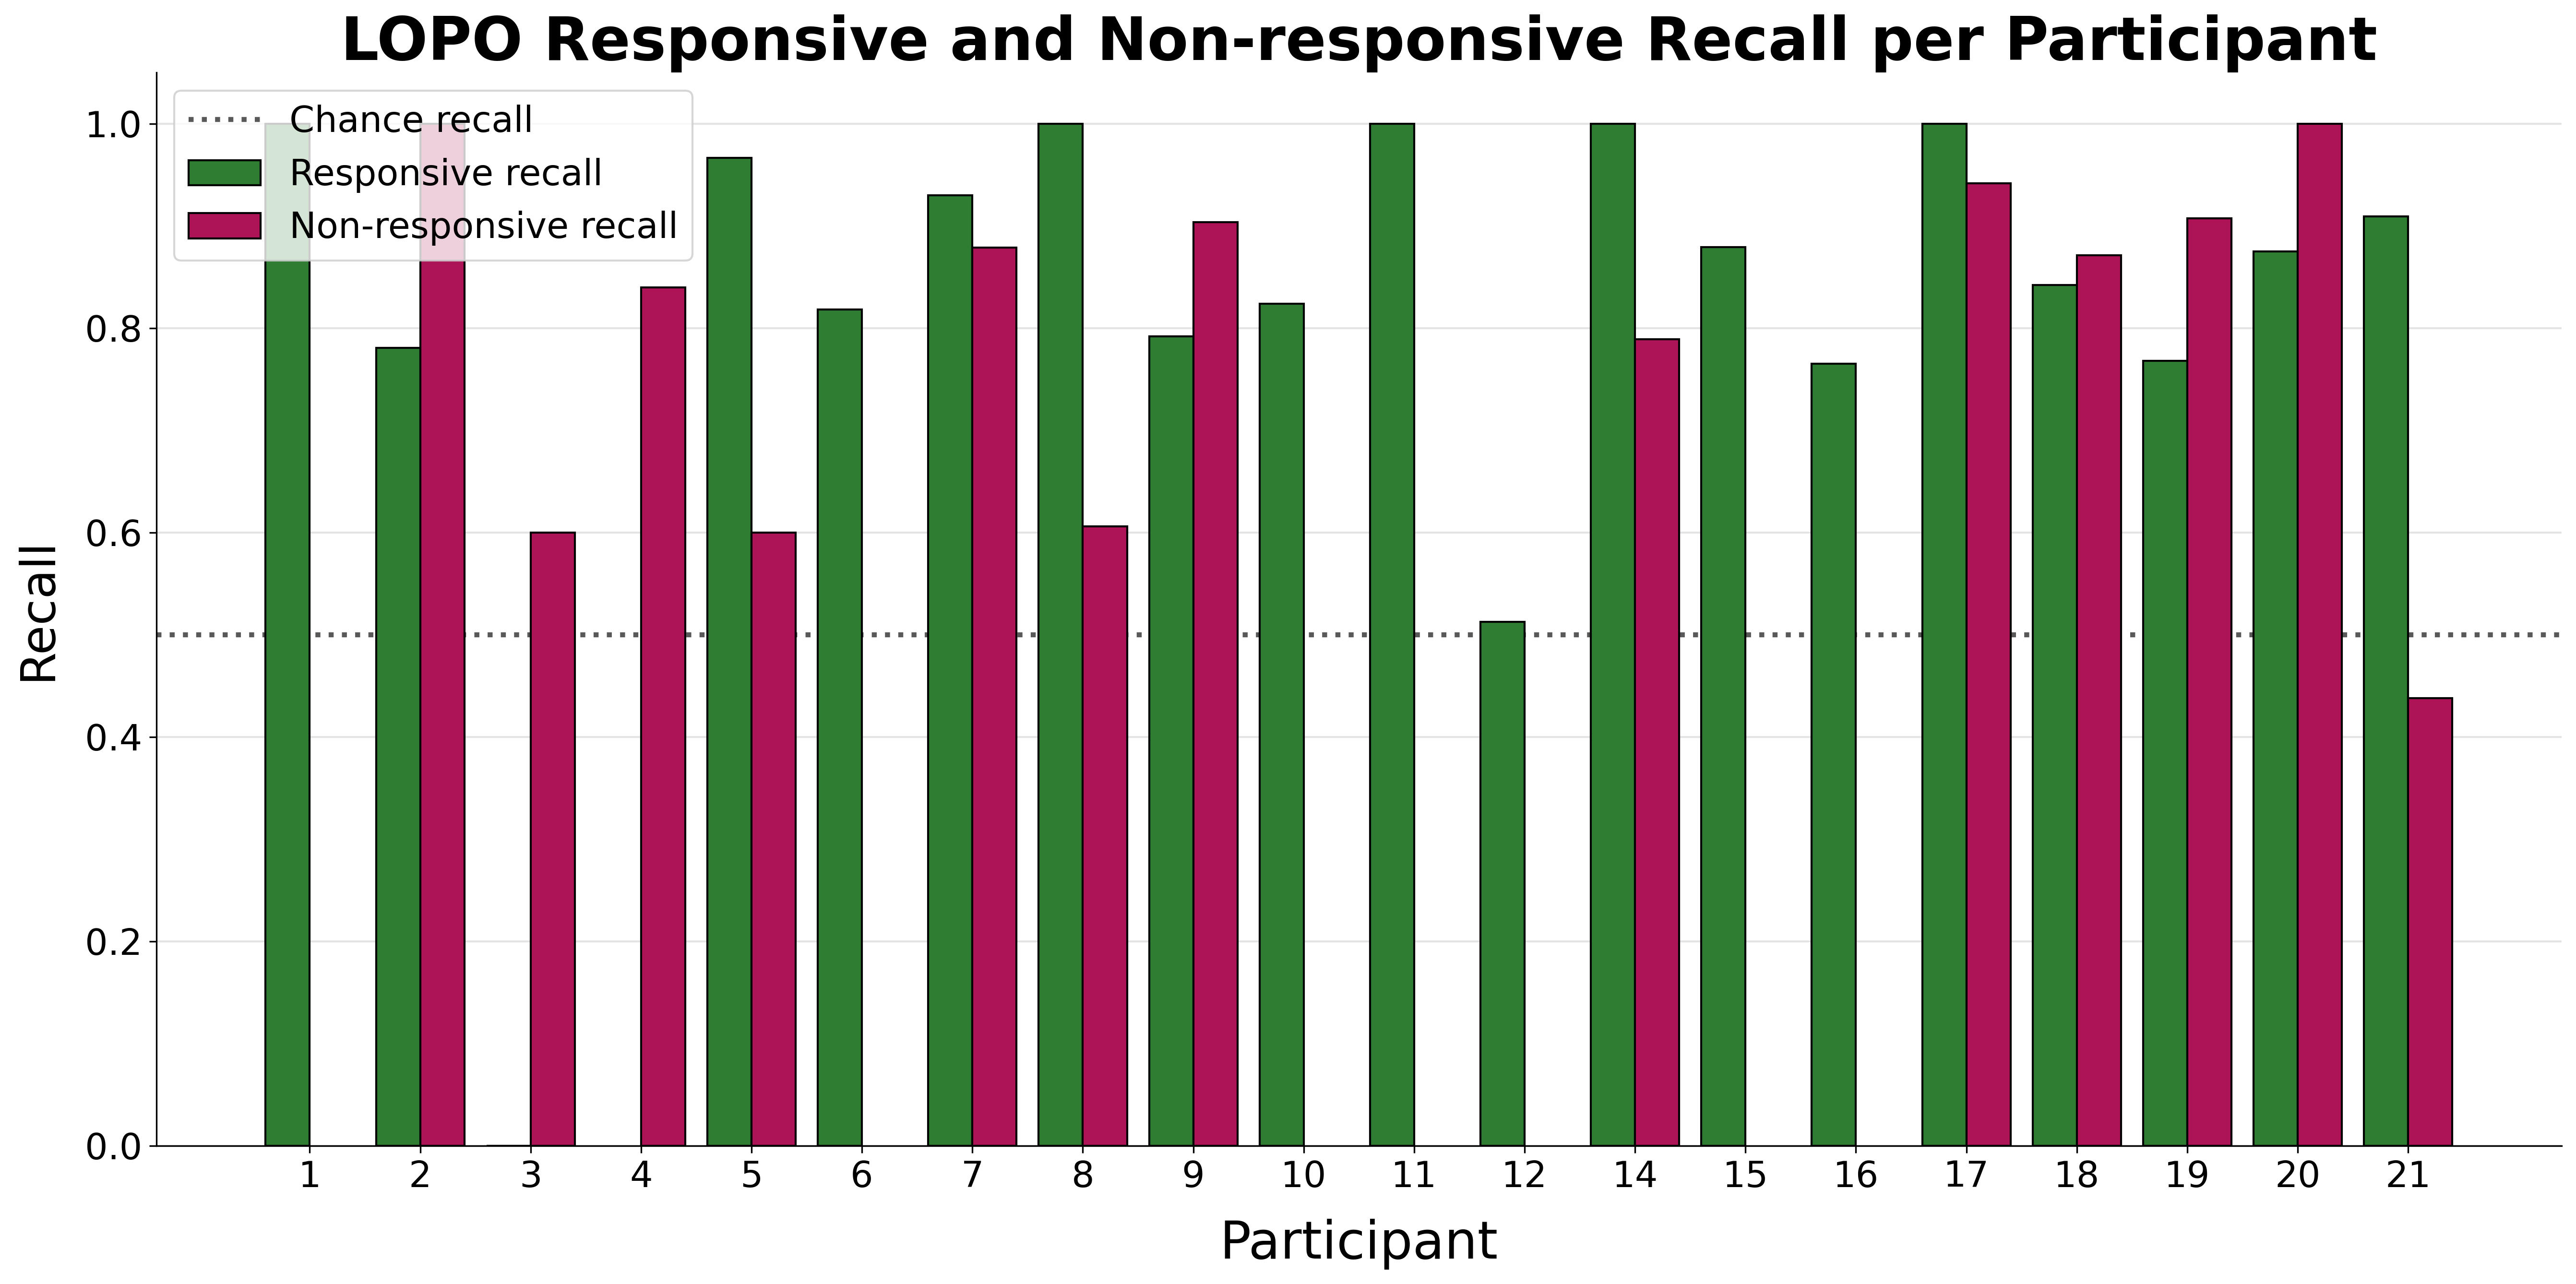 LOPO Responsive and Non-responsive Recall per Participant
Chance recall
Responsive recall
Non-responsive recall
1.0
0.8
0.6
0.4
0.2
0.0
Recall
1 2 3 4 5 6 7 8 9 10 11 12 14 15 16 17 18 19 20 21
Participant